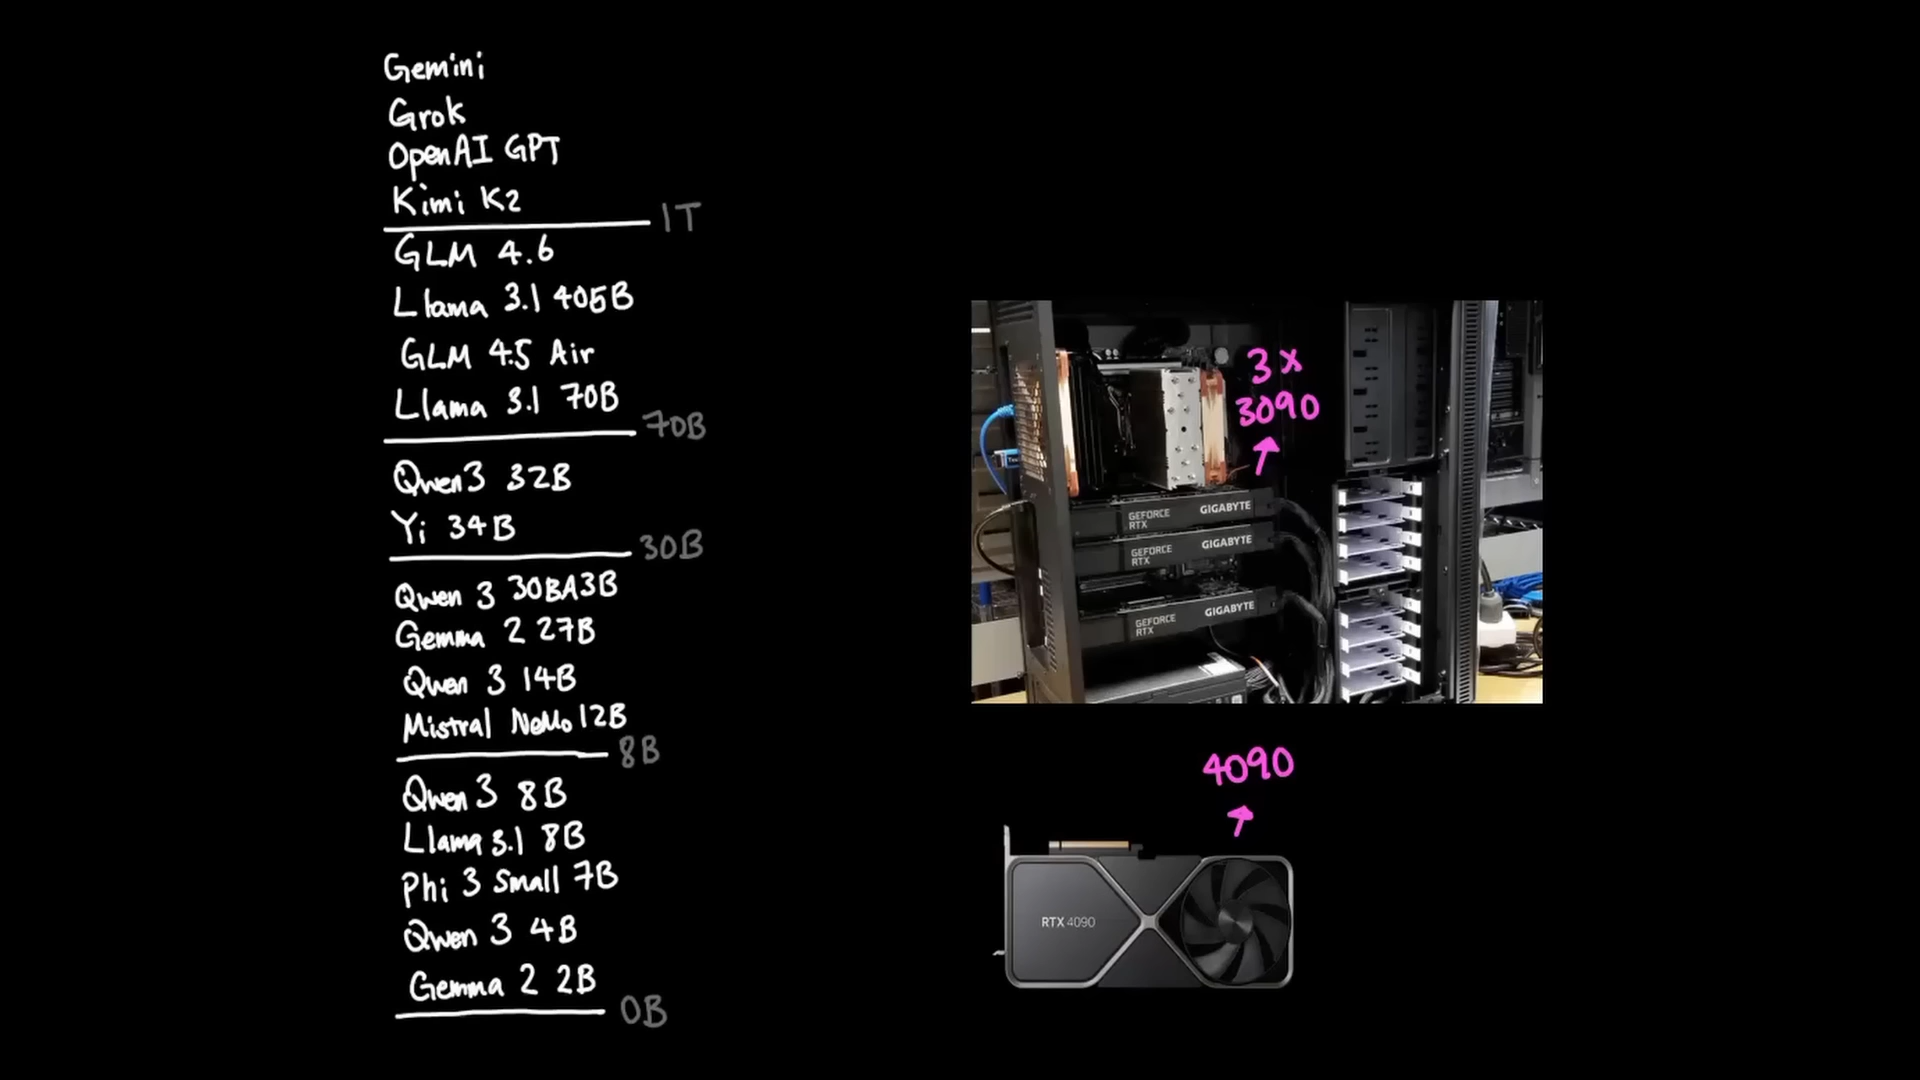 Gemini
Grok
OpenAI GPT
Kimi K2
1T
GLM 4.6
Llama 3.1 405B
GLM 4.5 Air
Llama 3.1 70B
70B
Qwen3 32B
Yi 34B
30B
Qwen 3 30BA3B
Gemma 2 27B
Qwen 3 14B
Mistral NeMo 12B
8B
Qwen 3 8B
Llama 3.1 8B
Phi 3 Small 7B
Qwen 3 4B
Gemma 2 2B
0B
3x
3090
GEFORCE RTX GIGABYTE
GEFORCE RTX GIGABYTE
GEFORCE RTX GIGABYTE
4090
RTX 4090